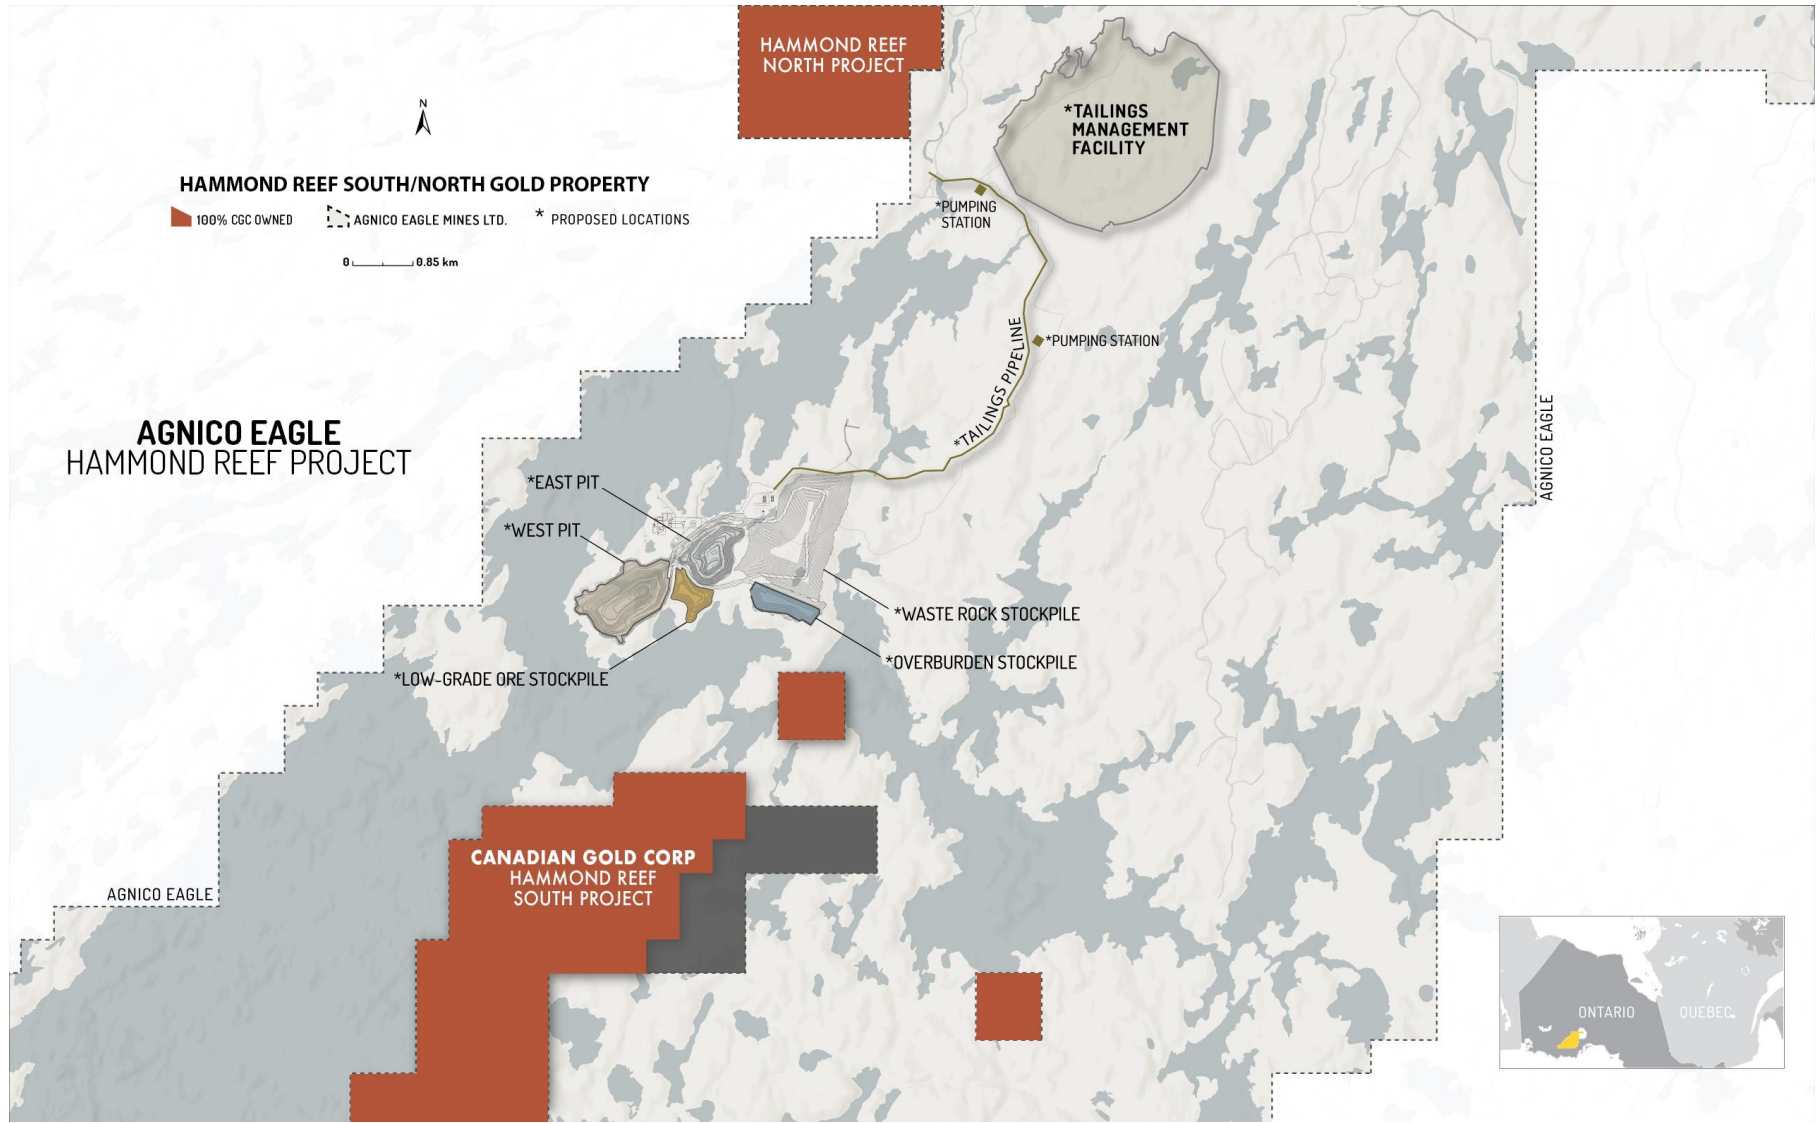 HAMMOND REEF
NORTH PROJECT
N
*TAILINGS
MANAGEMENT
FACILITY
HAMMOND REEF SOUTH/NORTH GOLD PROPERTY
100% CGC OWNED
AGNICO EAGLE MINES LTD.
* PROPOSED LOCATIONS
0 0.85 km
*PUMPING
STATION
*PUMPING STATION
*TAILINGS PIPELINE
AGNICO EAGLE
HAMMOND REEF PROJECT
AGNICO EAGLE
*EAST PIT
*WEST PIT
*WASTE ROCK STOCKPILE
*OVERBURDEN STOCKPILE
*LOW-GRADE ORE STOCKPILE
CANADIAN GOLD CORP
HAMMOND REEF
SOUTH PROJECT
AGNICO EAGLE
ONTARIO
QUEBEC